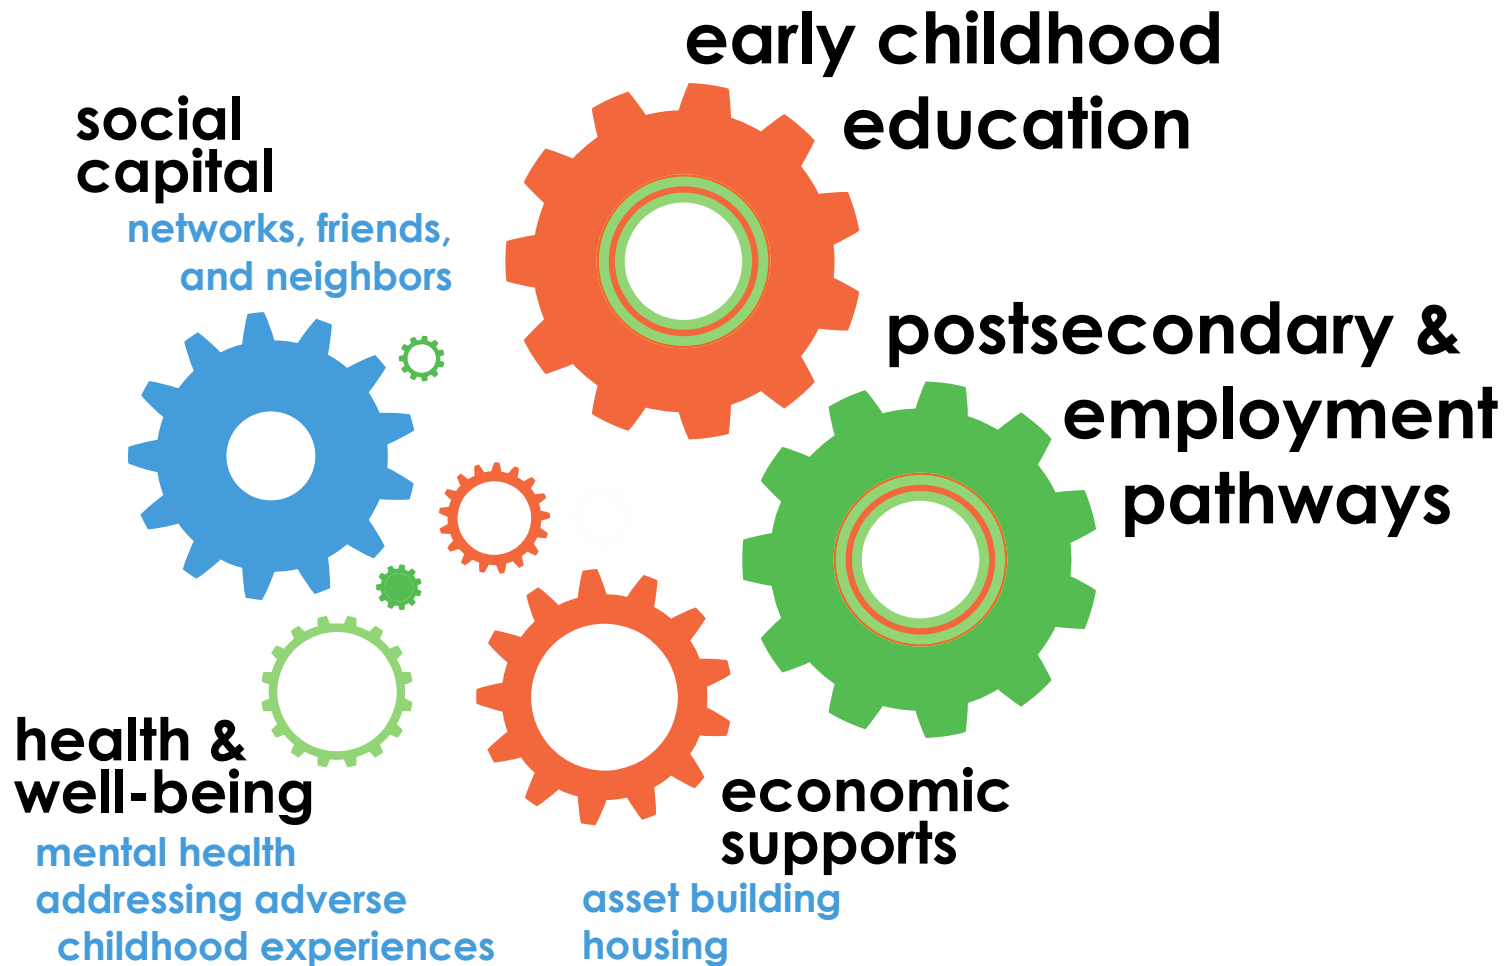 early childhood
education
social
capital
networks, friends,
and neighbors
postsecondary &
employment
pathways
health &
well-being
mental health
addressing adverse
childhood experiences
economic
supports
asset building
housing